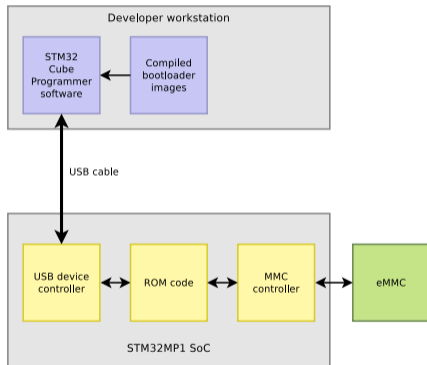 Developer workstation
STM32
Cube
Programmer
software
Compiled
bootloader
images
USB cable
USB device
controller
ROM code
MMC
controller
eMMC
STM32MP1 SoC